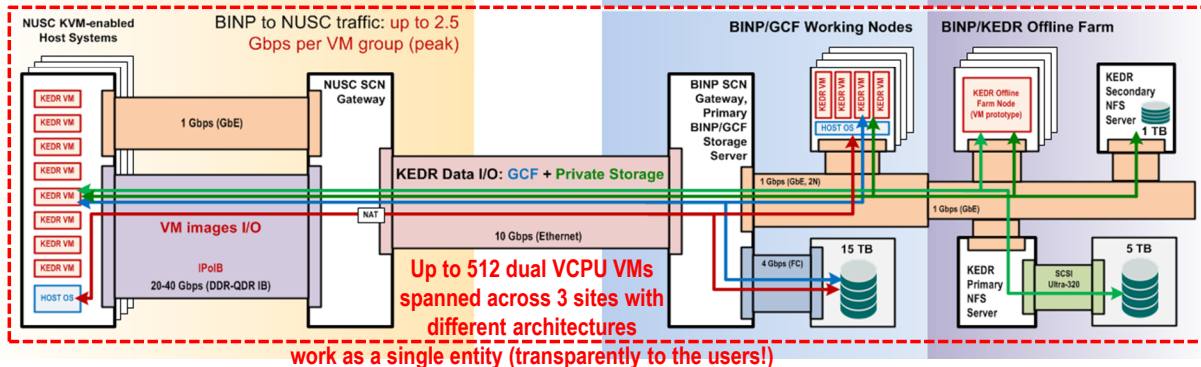 NUSC KVM-enabled
Host Systems
BINP to NUSC traffic: up to 2.5
Gbps per VM group (peak)
BINP/GCF Working Nodes
BINP/KEDR Offline Farm
KEDR VM
KEDR VM
KEDR VM
KEDR VM
KEDR VM
KEDR VM
KEDR VM
KEDR VM
HOST OS
1 Gbps (GbE)
VM images I/O
IPoIB
20-40 Gbps (DDR-QDR IB)
NUSC SCN
Gateway
NAT
KEDR Data I/O: GCF + Private Storage
10 Gbps (Ethernet)
Up to 512 dual VCPU VMs
spanned across 3 sites with
different architectures
work as a single entity (transparently to the users!)
BINP SCN
Gateway,
Primary
BINP/GCF
Storage
Server
KEDR VM
KEDR VM
KEDR VM
KEDR VM
HOST OS
1 Gbps (GbE, 2N)
4 Gbps (FC)
15 TB
KEDR Offline
Farm Node
(VM prototype)
KEDR
Secondary
NFS
Server
1 TB
1 Gbps (GbE)
KEDR
Primary
NFS
Server
SCSI
Ultra-320
5 TB